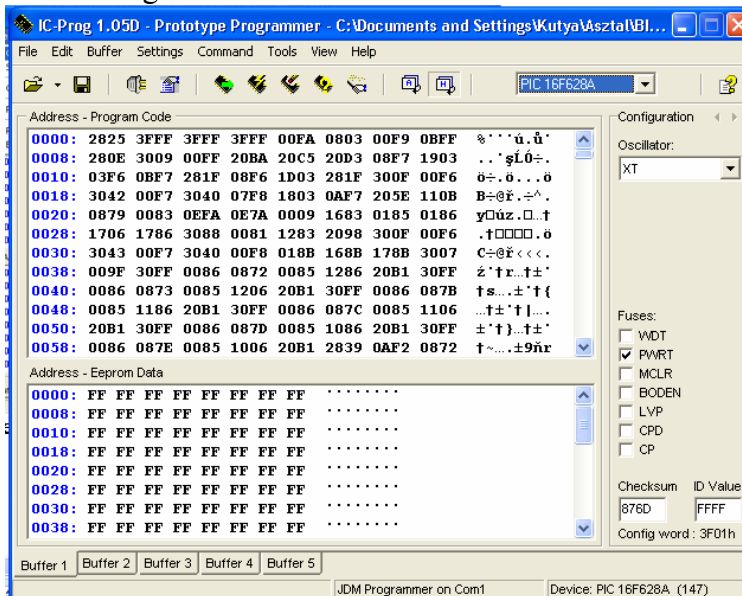 IC-Prog 1.05D - Prototype Programmer - C:\Documents and Settings\Kutya\Asztal\BI...
File Edit Buffer Settings Command Tools View Help
PIC 16F628A
Address - Program Code
0000: 2825 3FFF 3FFF 3FFF 00FA 0803 00F9 0BFF
0008: 280E 3009 00FF 20BA 20C5 20D3 08F7 1903
0010: 03F6 0BF7 281F 08F6 1D03 281F 300F 00F6
0018: 3042 00F7 3040 07F8 1803 0AF7 205E 110B
0020: 0879 0083 0EFA 0E7A 0009 1683 0185 0186
0028: 1706 1786 3088 0081 1283 2098 300F 00F6
0030: 3043 00F7 3040 00F8 018B 168B 178B 3007
0038: 009F 30FF 0086 0872 0085 1286 20B1 30FF
0040: 0086 0873 0085 1206 20B1 30FF 0086 087B
0048: 0085 1186 20B1 30FF 0086 087C 0085 1106
0050: 20B1 30FF 0086 087D 0085 1086 20B1 30FF
0058: 0086 087E 0085 1006 20B1 2839 0AF2 0872
Address - Eeprom Data
0000: FF FF FF FF FF FF FF FF ········
0008: FF FF FF FF FF FF FF FF ········
0010: FF FF FF FF FF FF FF FF ········
0018: FF FF FF FF FF FF FF FF ········
0020: FF FF FF FF FF FF FF FF ········
0028: FF FF FF FF FF FF FF FF ········
0030: FF FF FF FF FF FF FF FF ········
0038: FF FF FF FF FF FF FF FF ········
Configuration
Oscillator:
XT
Fuses:
WDT
PWRT
MCLR
BODEN
LVP
CPD
CP
Checksum ID Value
876D FFFF
Config word : 3F01h
Buffer 1 Buffer 2 Buffer 3 Buffer 4 Buffer 5
JDM Programmer on Com1 Device: PIC 16F628A (147)